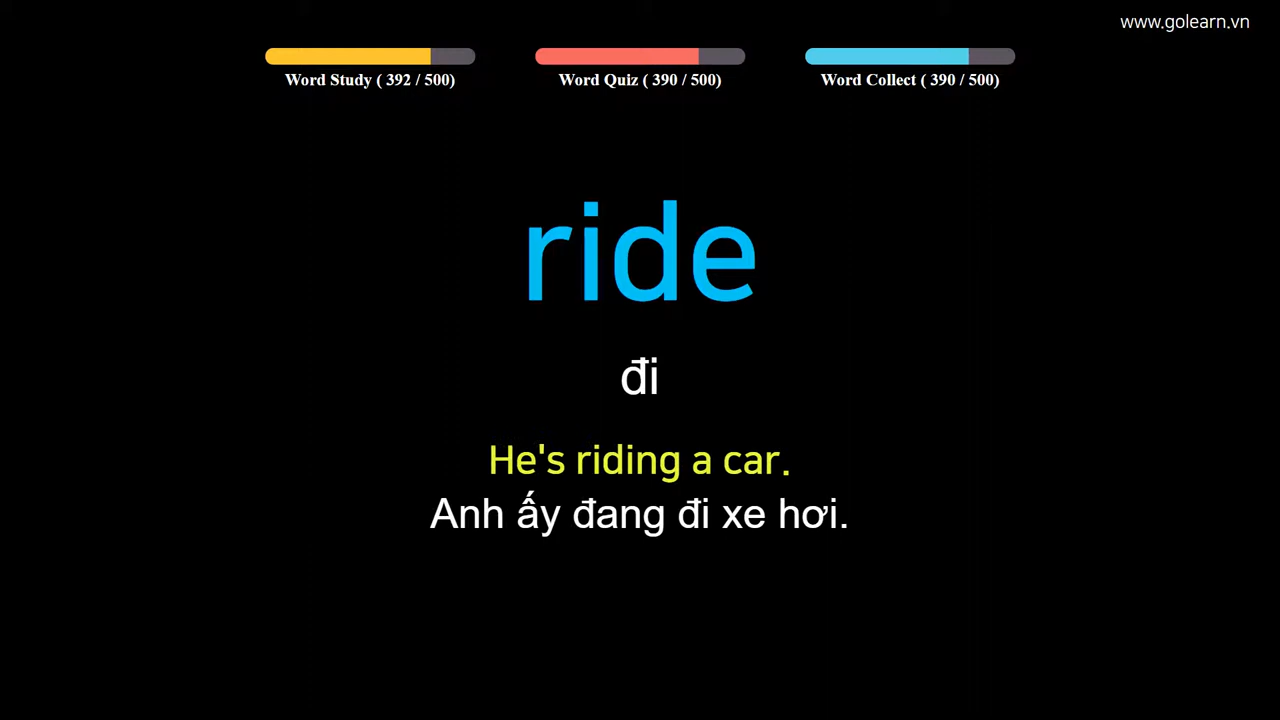 www.golearn.vn
Word Study ( 392 / 500)
Word Quiz ( 390 / 500)
Word Collect ( 390 / 500)
ride
đi
He's riding a car.
Anh ấy đang đi xe hơi.